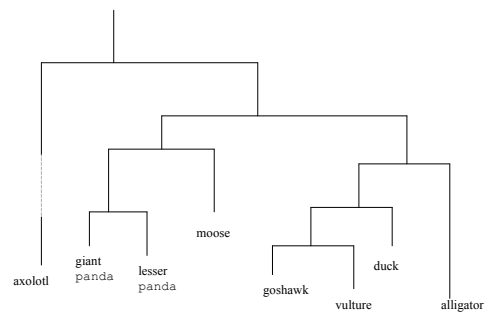 giant
panda
lesser
panda
moose
axolotl
goshawk
vulture
duck
alligator